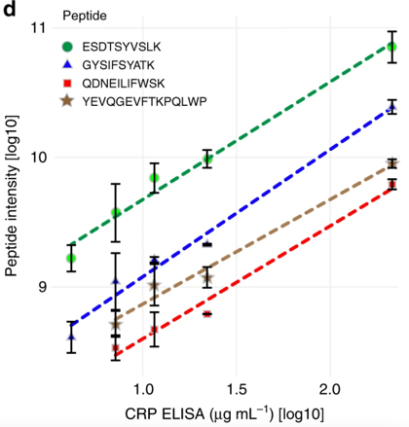 d
Peptide
ESDTSYVSLK
GYSIFSYATK
QDNEILIFWSK
YEVQGEVFTKPQLWP
Peptide intensity [log10]
11
10
9
1.0 1.5 2.0
CRP ELISA (μg mL⁻¹) [log10]